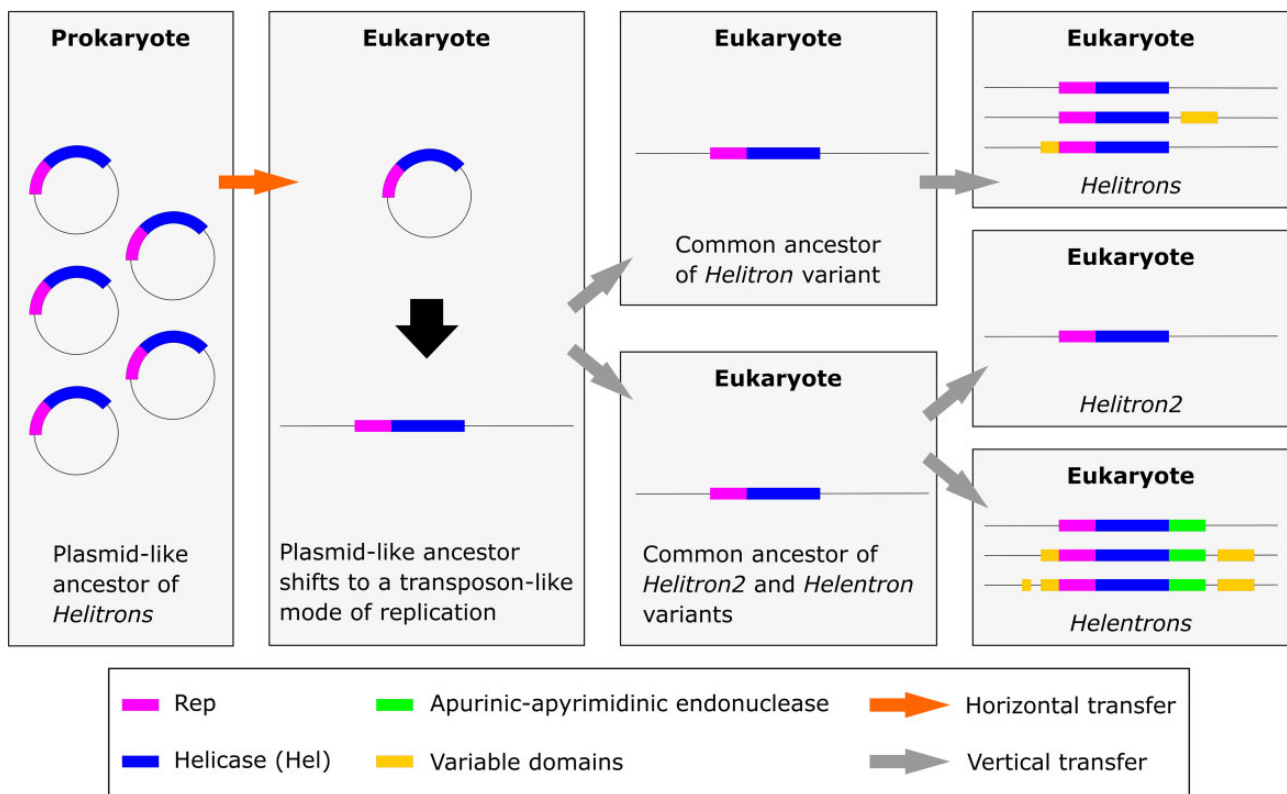 Prokaryote
Plasmid-like
ancestor of
Helitrons
Eukaryote
Plasmid-like ancestor
shifts to a transposon-like
mode of replication
Eukaryote
Common ancestor
of Helitron variant
Eukaryote
Common ancestor of
Helitron2 and Helentron
variants
Eukaryote
Helitrons
Eukaryote
Helitron2
Eukaryote
Helentrons
Rep
Apurinic-apyrimidinic endonuclease
Horizontal transfer
Helicase (Hel)
Variable domains
Vertical transfer